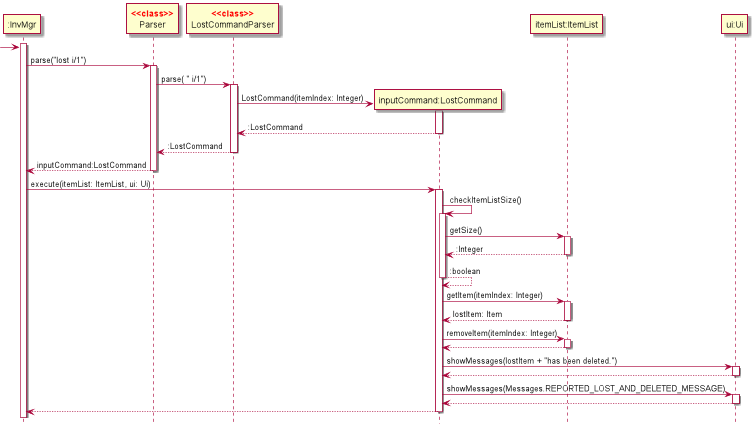 :InvMgr
<<class>>
Parser
<<class>>
LostCommandParser
itemList:ItemList
ui:Ui
parse("lost i/1")
parse( " i/1")
LostCommand(itemIndex: Integer)
inputCommand:LostCommand
:LostCommand
:LostCommand
inputCommand:LostCommand
execute(itemList: ItemList, ui: Ui)
checkItemListSize()
getSize()
:Integer
:boolean
getItem(itemIndex: Integer)
lostItem: Item
removeItem(itemIndex: Integer)
showMessages(lostItem + "has been deleted.")
showMessages(Messages.REPORTED_LOST_AND_DELETED_MESSAGE)